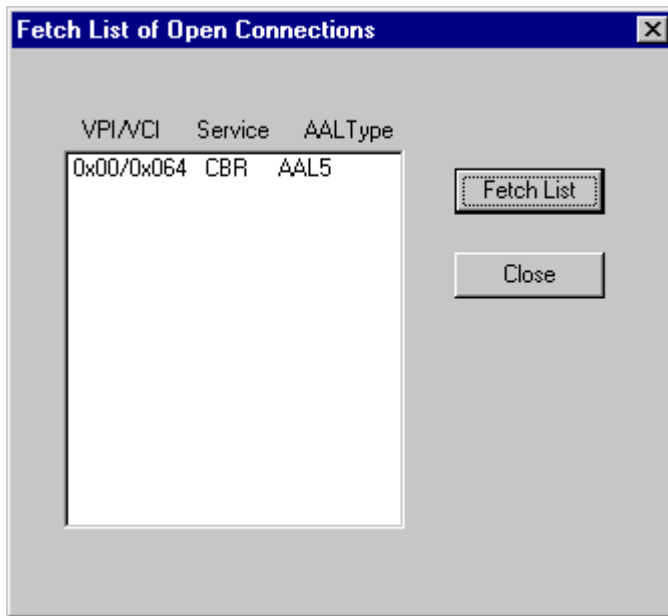 Fetch List of Open Connections
VPI/VCI Service AALType
0x00/0x064 CBR AAL5
Fetch List
Close